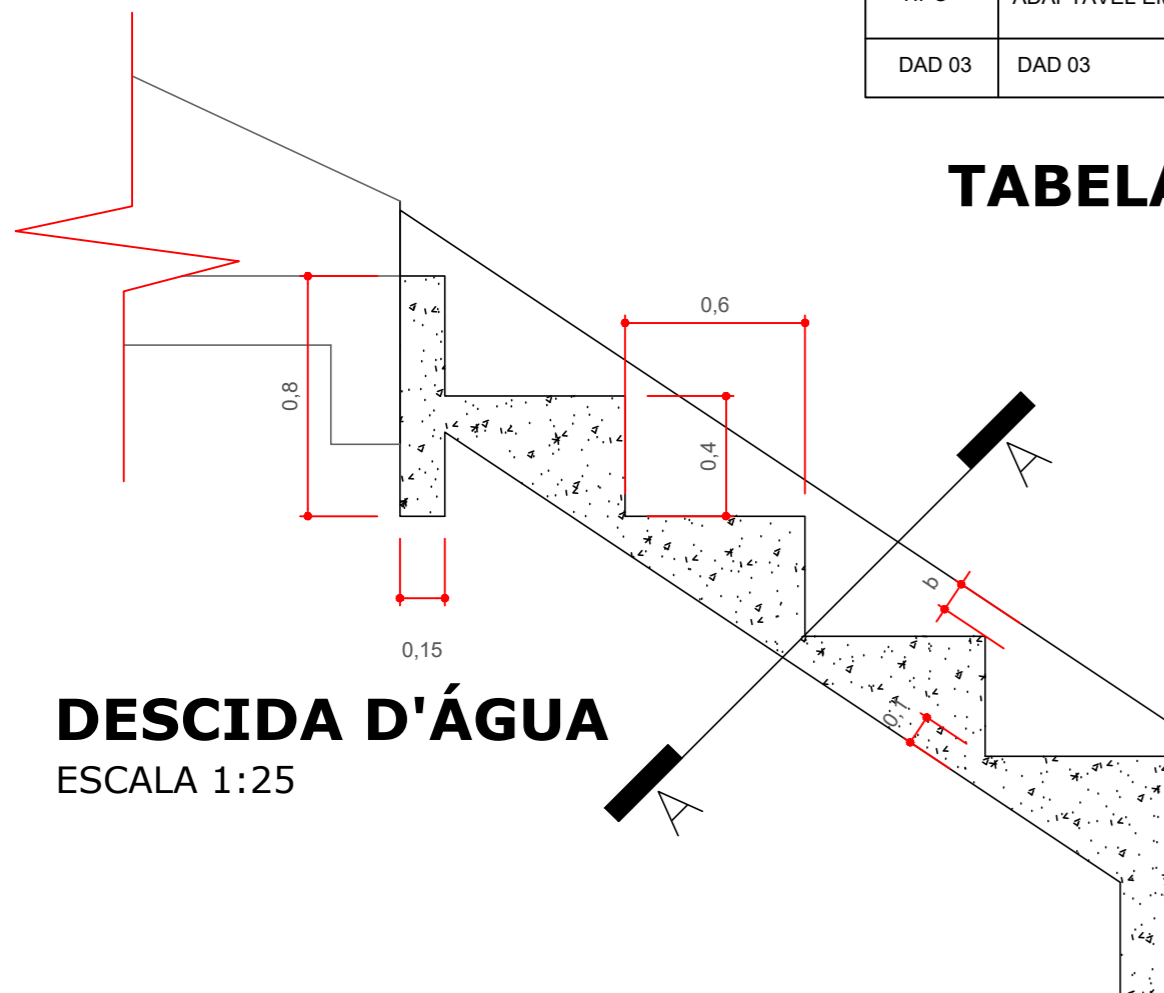 DAD 03 DAD 03
TABELA
0,6
0,8
0,4
A
b
0,15
0,1
DESCIDA D'ÁGUA
ESCALA 1:25
A